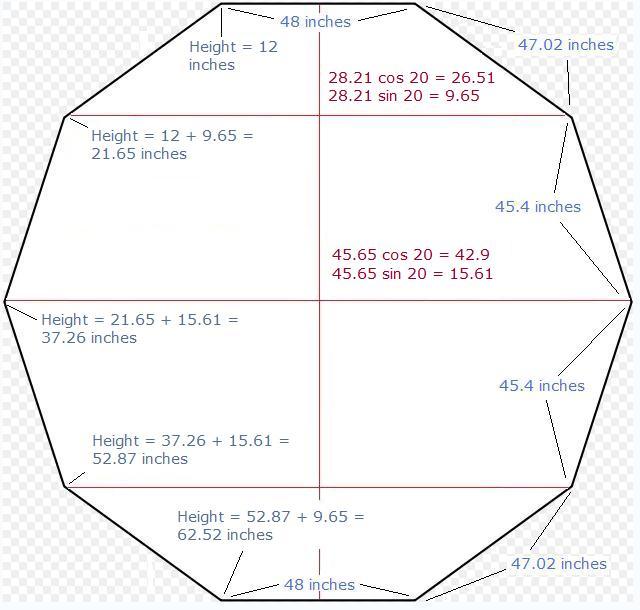 48 inches
Height = 12
inches
47.02 inches
28.21 cos 20 = 26.51
28.21 sin 20 = 9.65
Height = 12 + 9.65 =
21.65 inches
45.4 inches
45.65 cos 20 = 42.9
45.65 sin 20 = 15.61
Height = 21.65 + 15.61 =
37.26 inches
45.4 inches
Height = 37.26 + 15.61 =
52.87 inches
Height = 52.87 + 9.65 =
62.52 inches
47.02 inches
48 inches